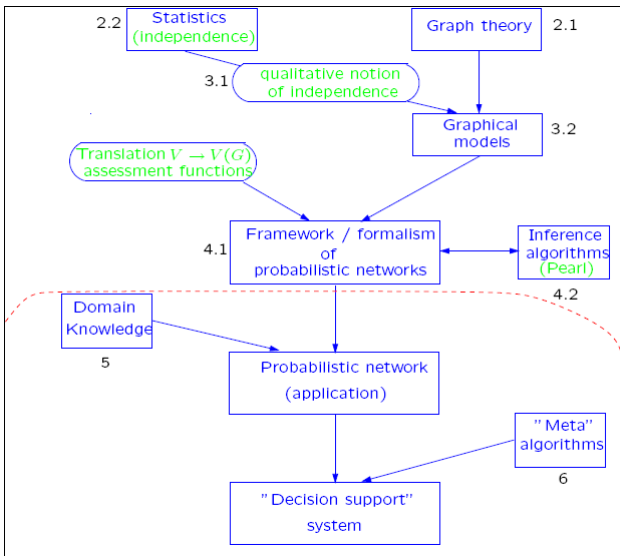 2.2
Statistics
(independence)
Graph theory
2.1
3.1
qualitative notion
of independence
Graphical
models
3.2
Translation V → V(G)
assessment functions
4.1
Framework / formalism
of
probabilistic networks
Inference
algorithms
(Pearl)
4.2
Domain
Knowledge
5
Probabilistic network
(application)
"Meta"
algorithms
6
"Decision support"
system